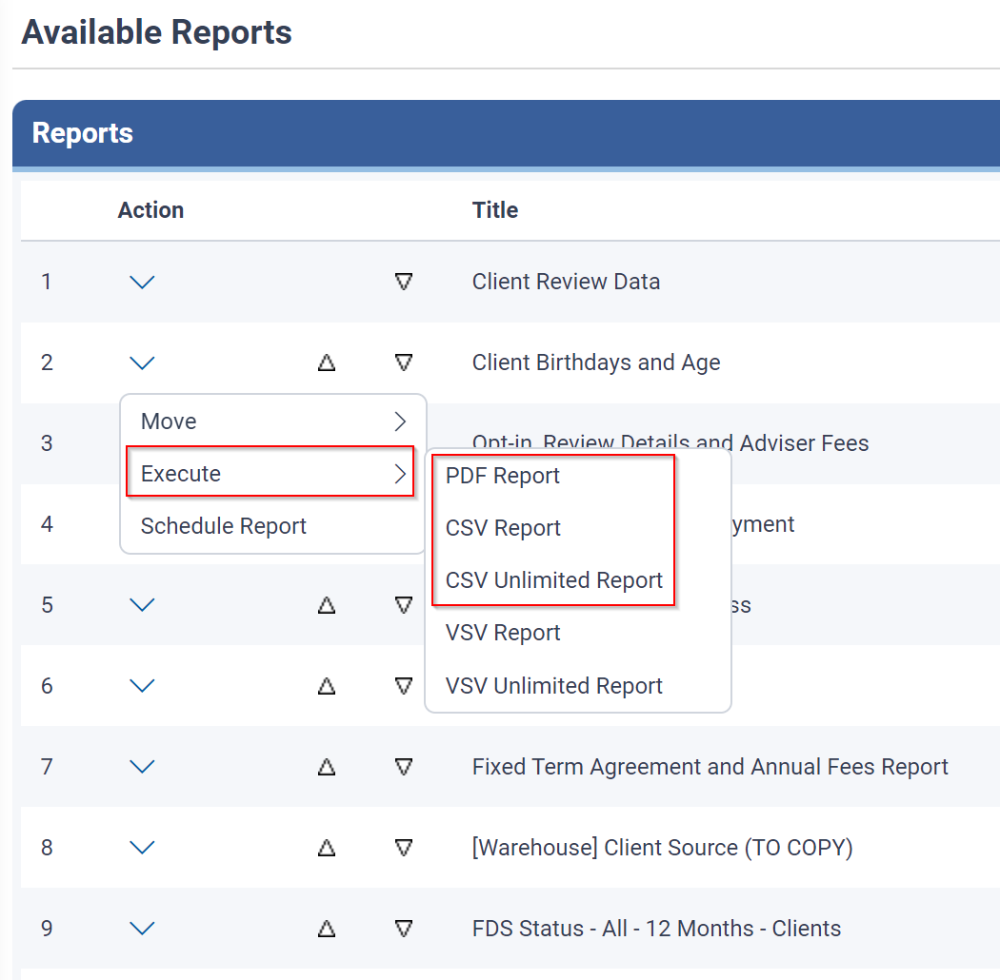 Available Reports
Reports
Action Title
1 Client Review Data
2 Client Birthdays and Age
Move
3 Opt-in, Review Details and Adviser Fees
Execute
PDF Report
4 yment
Schedule Report
CSV Report
CSV Unlimited Report
5 ss
VSV Report
6
VSV Unlimited Report
7 Fixed Term Agreement and Annual Fees Report
8 [Warehouse] Client Source (TO COPY)
9 FDS Status - All - 12 Months - Clients